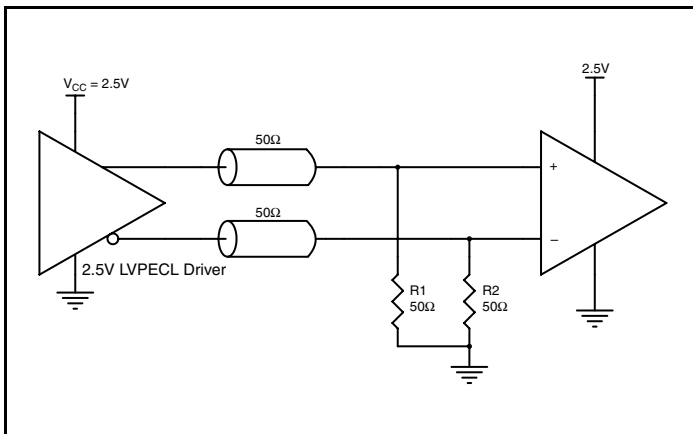 2.5V
V_CC = 2.5V
50Ω
+
50Ω
–
2.5V LVPECL Driver
R1
50Ω
R2
50Ω